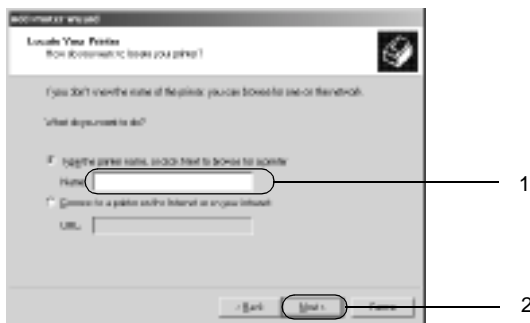 Add Printer Wizard
Locate Your Printer
How do you want to locate your printer?
If you don't know the name of the printer, you can browse for one on the network.
What do you want to do?
Type the printer name, or click Next to browse for a printer
Name:
1
Connect to a printer on the Internet or on your intranet
URL:
< Back
Next >
Cancel
2